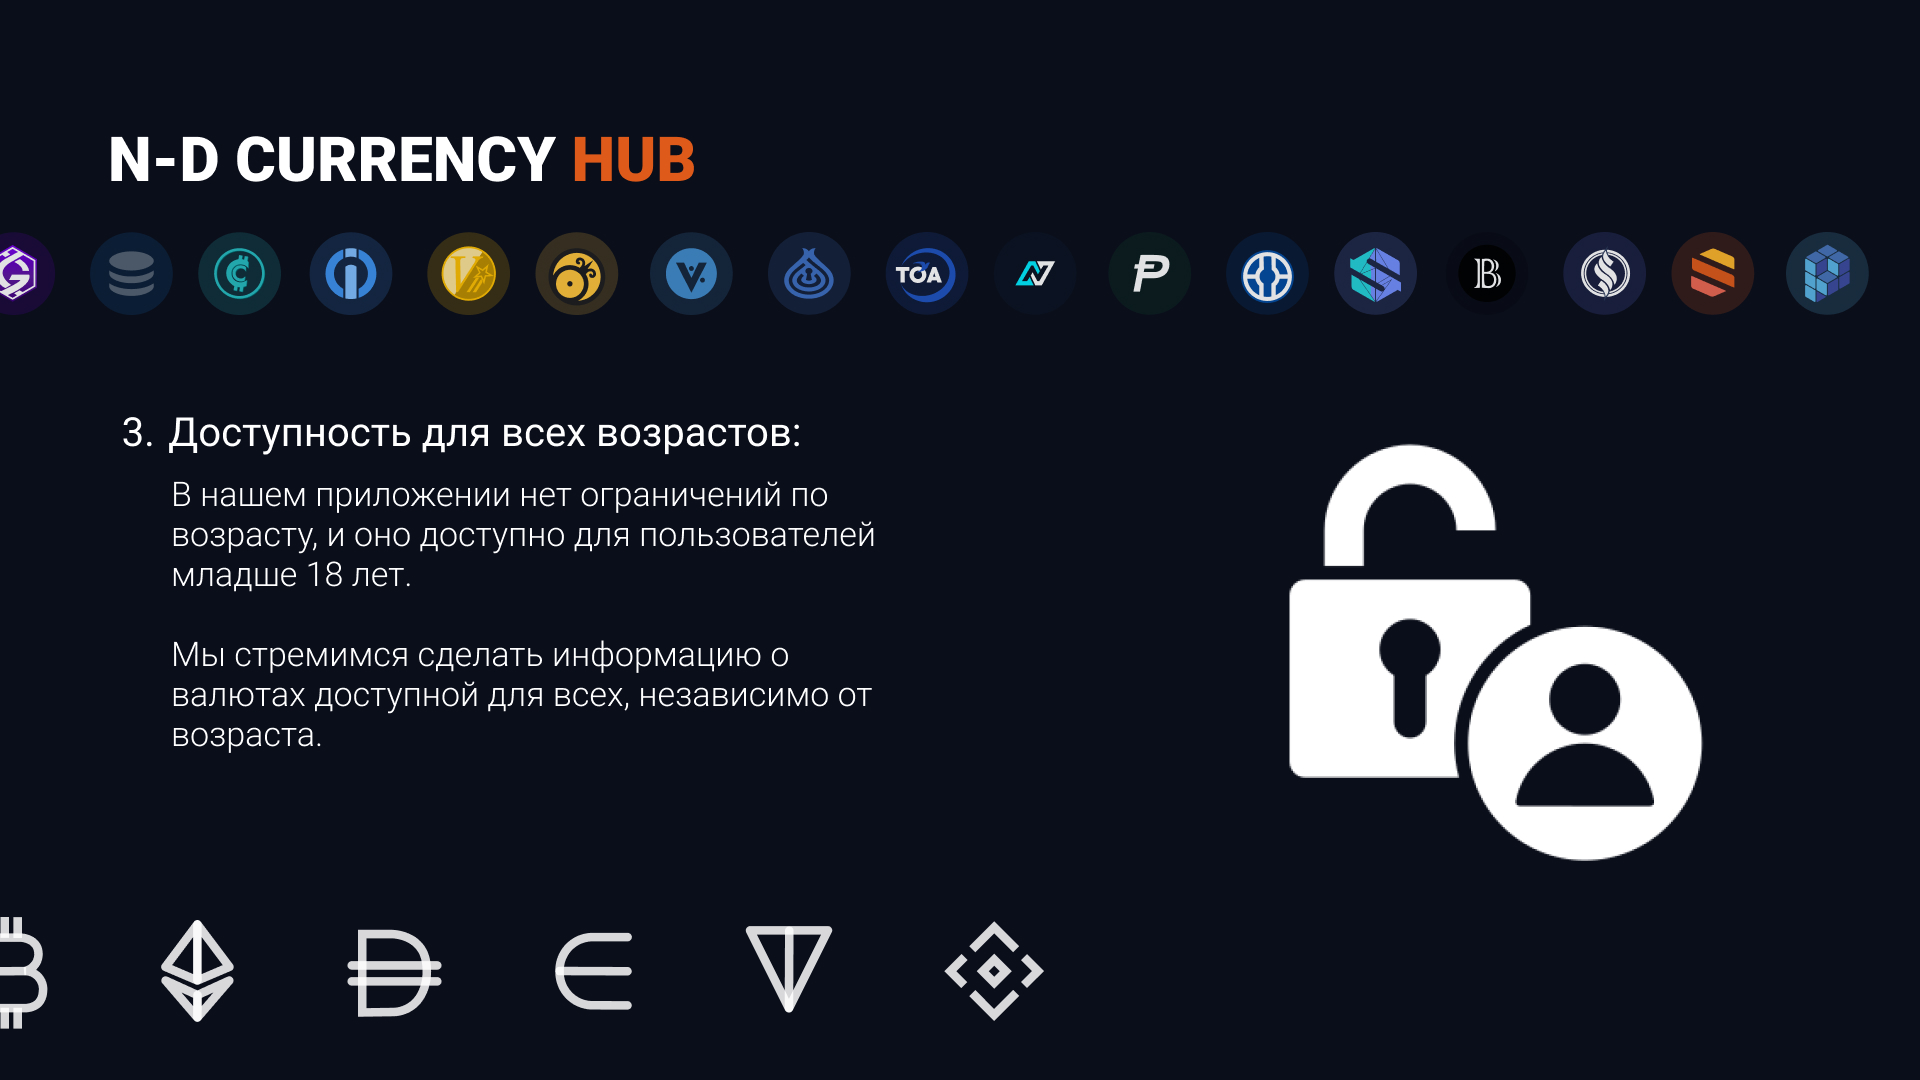 N-D CURRENCY HUB
TOA
3. Доступность для всех возрастов:
В нашем приложении нет ограничений по
возрасту, и оно доступно для пользователей
младше 18 лет.
Мы стремимся сделать информацию о
валютах доступной для всех, независимо от
возраста.